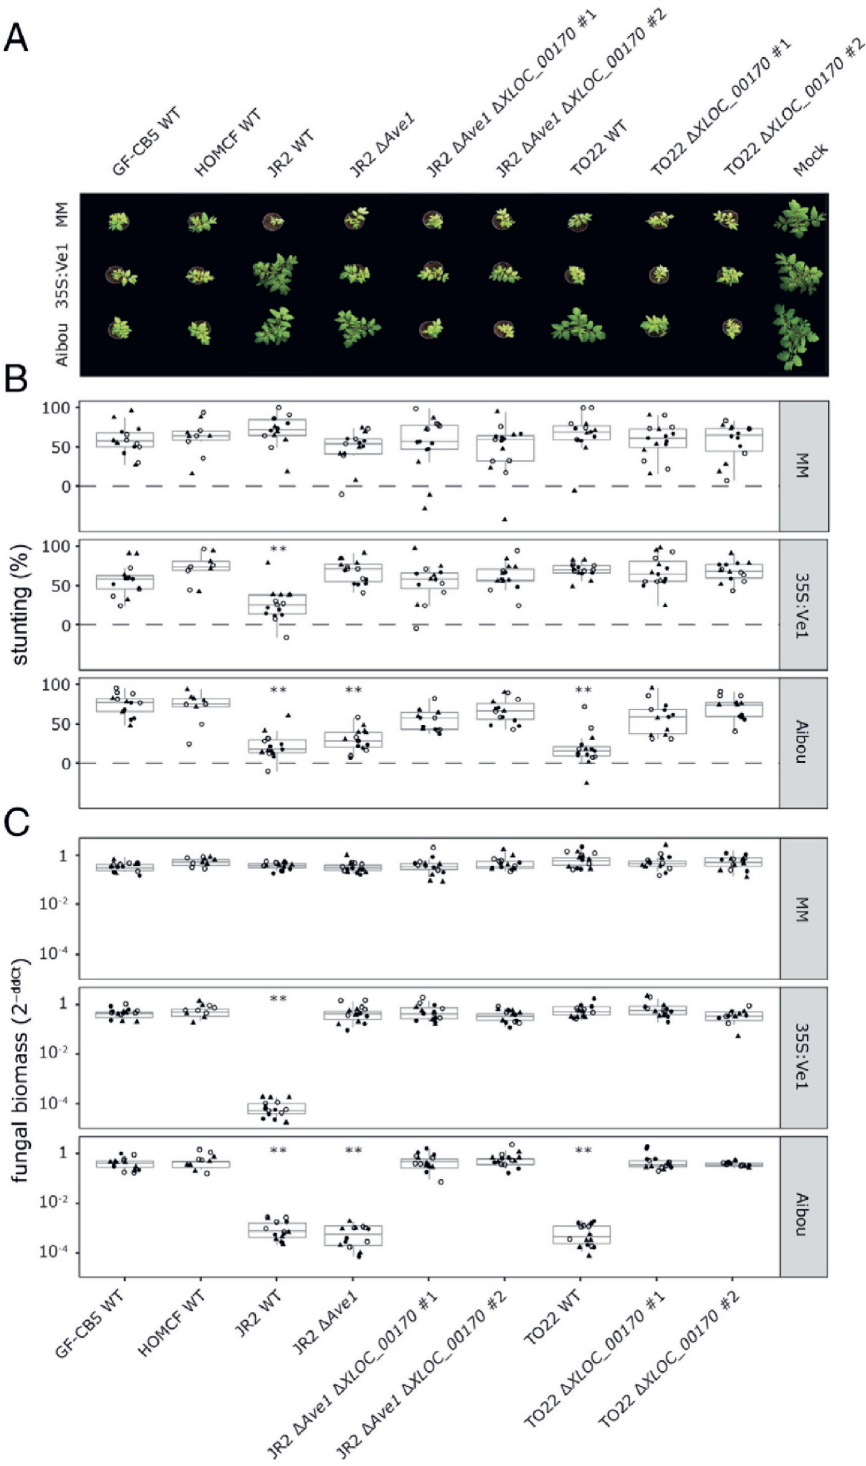 A
GF-CB5 WT
HOMCF WT
JR2 WT
JR2 ΔAve1
JR2 ΔAve1 ΔXLOC_00170 #1
JR2 ΔAve1 ΔXLOC_00170 #2
TO22 WT
TO22 ΔXLOC_00170 #1
TO22 ΔXLOC_00170 #2
Mock
MM
35S:Ve1
Aibou
B
stunting (%)
100
50
0
MM
100
**
50
0
35S:Ve1
100
** ** **
50
0
Aibou
C
fungal biomass (2^-ddCt)
1
10^-2
10^-4
MM
1
**
10^-2
10^-4
35S:Ve1
1
** ** **
10^-2
10^-4
Aibou
GF-CB5 WT
HOMCF WT
JR2 WT
JR2 ΔAve1
JR2 ΔAve1 ΔXLOC_00170 #1
JR2 ΔAve1 ΔXLOC_00170 #2
TO22 WT
TO22 ΔXLOC_00170 #1
TO22 ΔXLOC_00170 #2